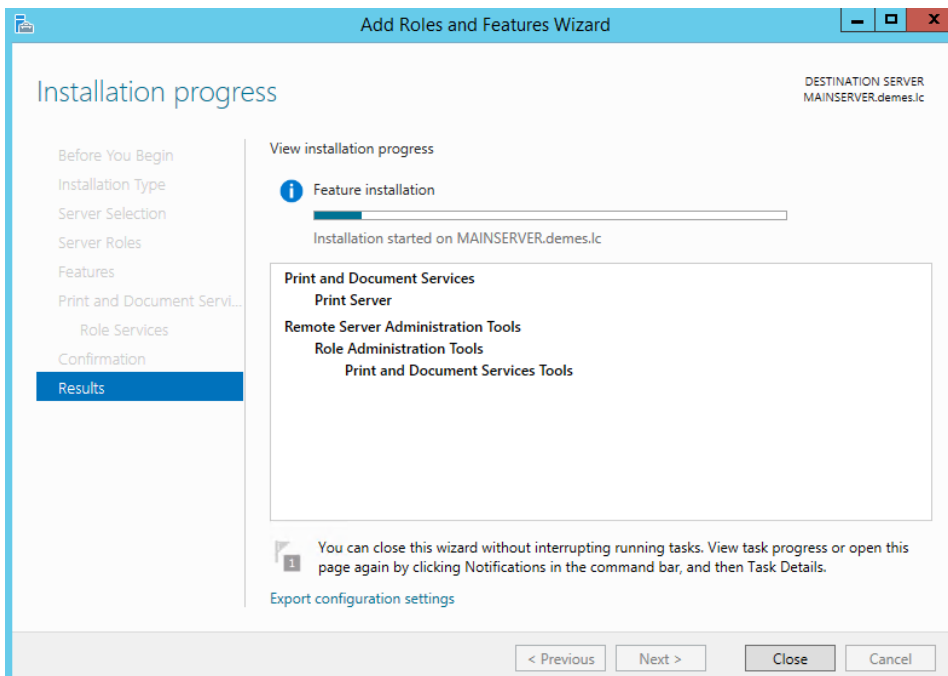 Add Roles and Features Wizard
Installation progress
DESTINATION SERVER
MAINSERVER.demes.lc
Before You Begin
Installation Type
Server Selection
Server Roles
Features
Print and Document Servi...
Role Services
Confirmation
Results
View installation progress
Feature installation
Installation started on MAINSERVER.demes.lc
Print and Document Services
Print Server
Remote Server Administration Tools
Role Administration Tools
Print and Document Services Tools
1
You can close this wizard without interrupting running tasks. View task progress or open this
page again by clicking Notifications in the command bar, and then Task Details.
Export configuration settings
< Previous
Next >
Close
Cancel